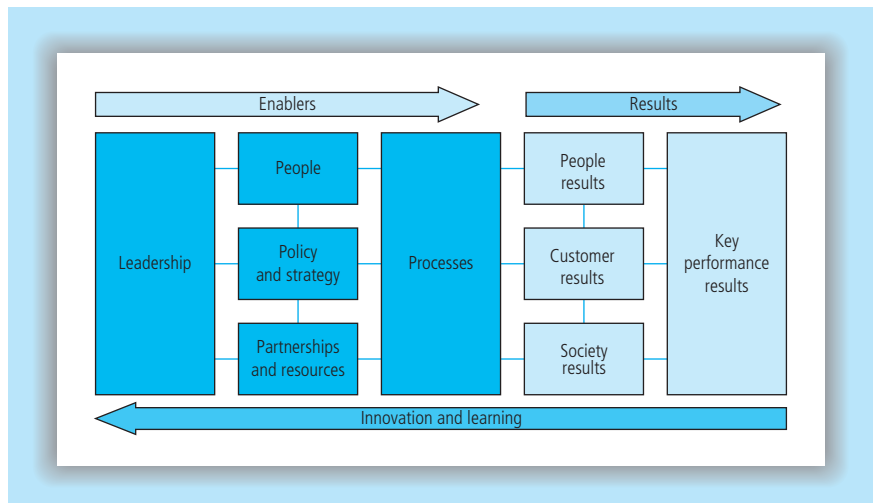 Enablers
Results
Leadership
People
Policy
and strategy
Partnerships
and resources
Processes
People
results
Customer
results
Society
results
Key
performance
results
Innovation and learning